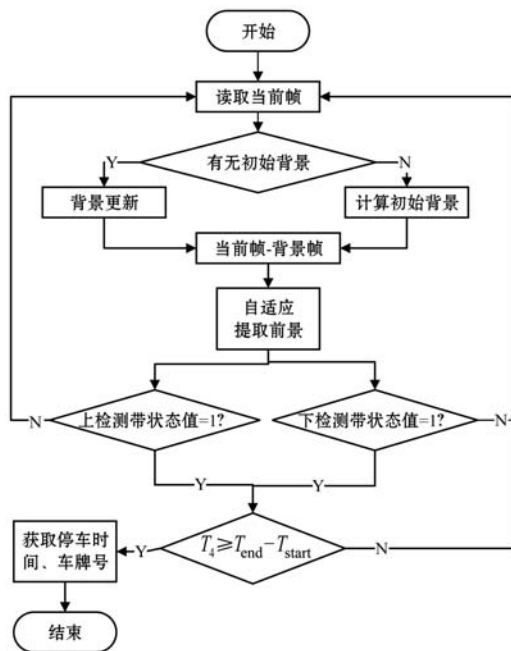 开始
读取当前帧
有无初始背景
Y
N
背景更新
计算初始背景
当前帧-背景帧
自适应
提取前景
上检测带状态值=1?
下检测带状态值=1?
N
N
Y
Y
T₄≥T_end−T_start
Y
N
获取停车时
间、车牌号
结束